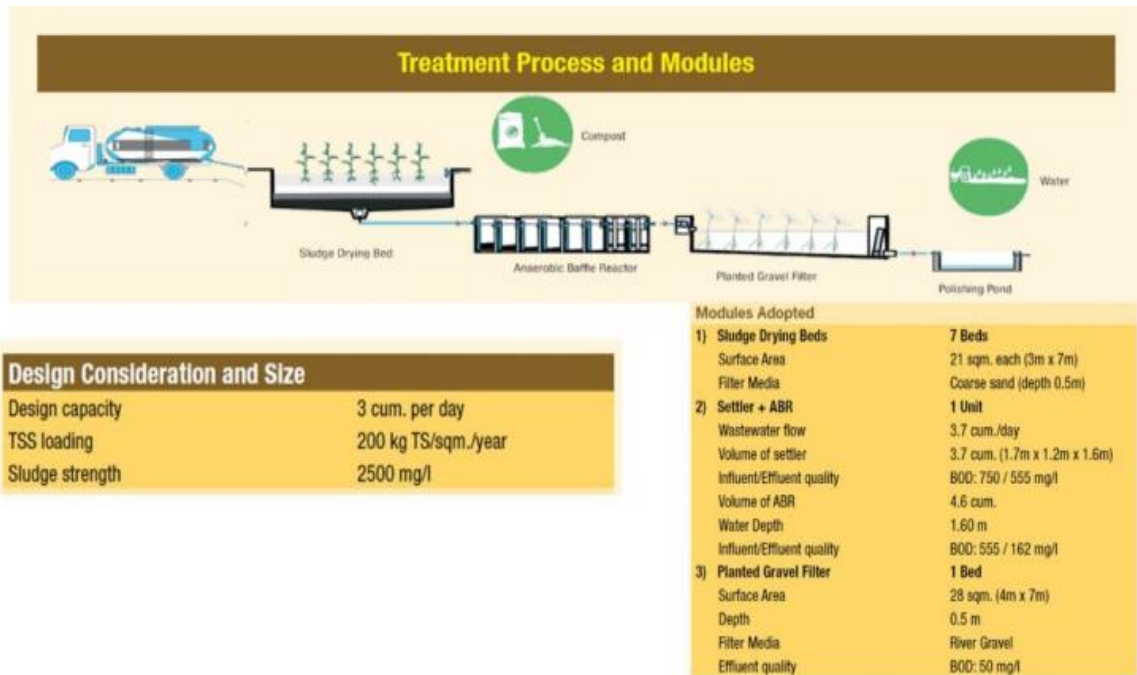 Treatment Process and Modules
Compost
Water
Sludge Drying Bed
Anaerobic Baffle Reactor
Planted Gravel Filter
Polishing Pond
Design Consideration and Size
Design capacity 3 cum. per day
TSS loading 200 kg TS/sqm./year
Sludge strength 2500 mg/l
Modules Adopted
1) Sludge Drying Beds 7 Beds
Surface Area 21 sqm. each (3m x 7m)
Filter Media Coarse sand (depth 0.5m)
2) Settler + ABR 1 Unit
Wastewater flow 3.7 cum./day
Volume of settler 3.7 cum. (1.7m x 1.2m x 1.6m)
Influent/Effluent quality BOD: 750 / 555 mg/l
Volume of ABR 4.6 cum.
Water Depth 1.60 m
Influent/Effluent quality BOD: 555 / 162 mg/l
3) Planted Gravel Filter 1 Bed
Surface Area 28 sqm. (4m x 7m)
Depth 0.5 m
Filter Media River Gravel
Effluent quality BOD: 50 mg/l